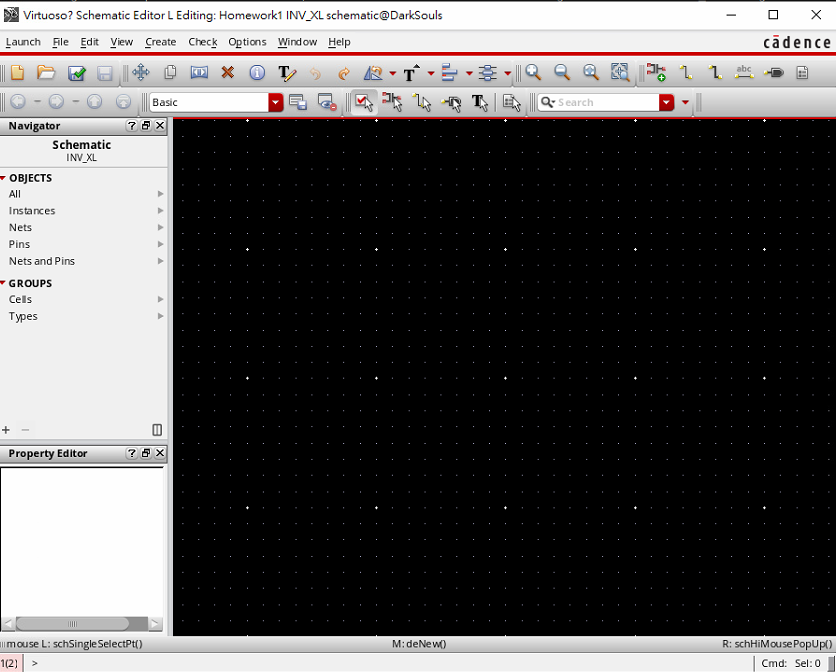 Virtuoso? Schematic Editor L Editing: Homework1 INV_XL schematic@DarkSouls
Launch File Edit View Create Check Options Window Help
cādence
abc
Basic
Search
Navigator
Schematic
INV_XL
OBJECTS
All
Instances
Nets
Pins
Nets and Pins
GROUPS
Cells
Types
Property Editor
mouse L: schSingleSelectPt() M: deNew() R: schHiMousePopUp()
1(2) > Cmd: Sel: 0